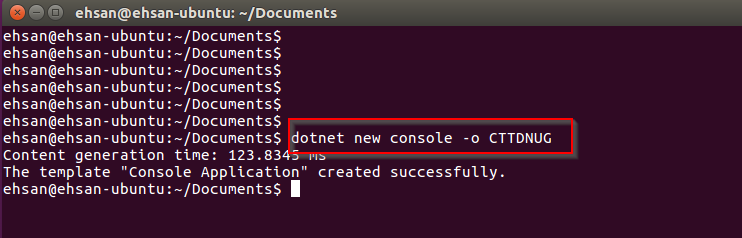 ehsan@ehsan-ubuntu: ~/Documents
ehsan@ehsan-ubuntu:~/Documents$
ehsan@ehsan-ubuntu:~/Documents$
ehsan@ehsan-ubuntu:~/Documents$
ehsan@ehsan-ubuntu:~/Documents$
ehsan@ehsan-ubuntu:~/Documents$
ehsan@ehsan-ubuntu:~/Documents$
ehsan@ehsan-ubuntu:~/Documents$ dotnet new console -o CTTDNUG
Content generation time: 123.8345 ms
The template "Console Application" created successfully.
ehsan@ehsan-ubuntu:~/Documents$